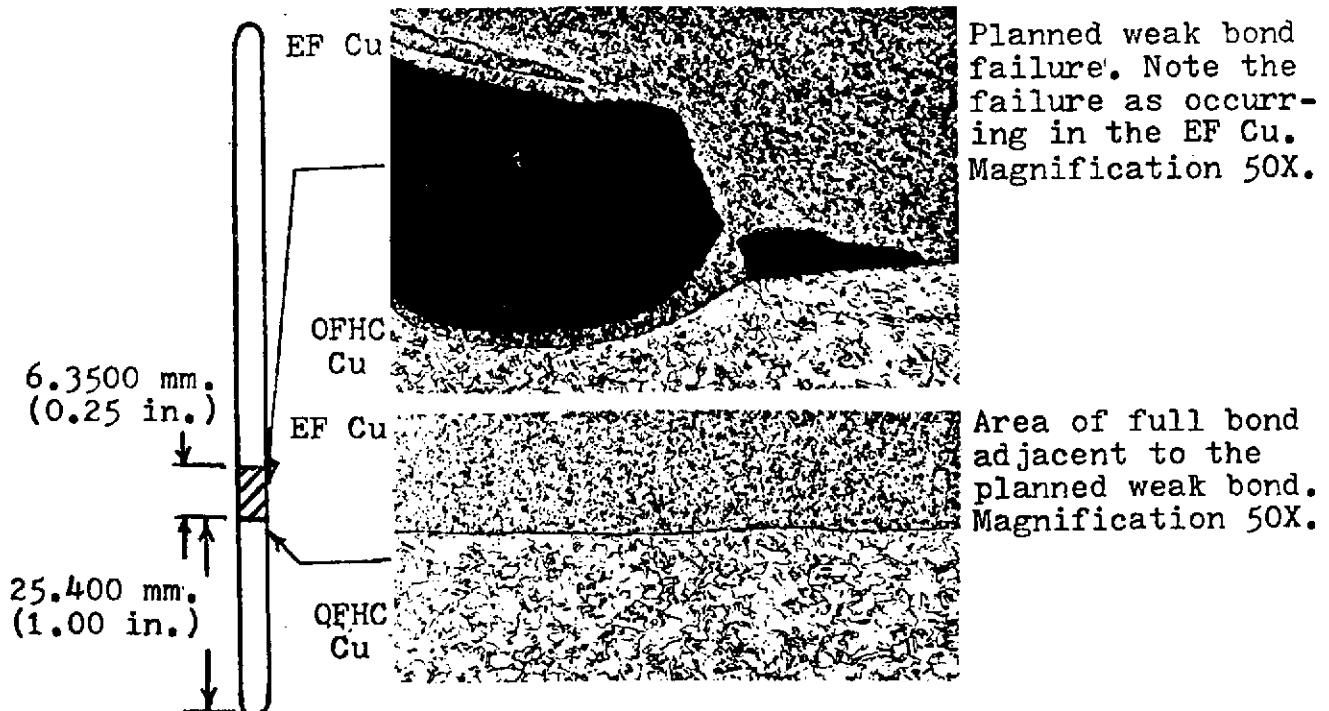 EF Cu
OFHC
Cu
Planned weak bond
failure. Note the
failure as occurr-
ing in the EF Cu.
Magnification 50X.
6.3500 mm.
(0.25 in.)
25.400 mm.
(1.00 in.)
EF Cu
OFHC
Cu
Area of full bond
adjacent to the
planned weak bond.
Magnification 50X.